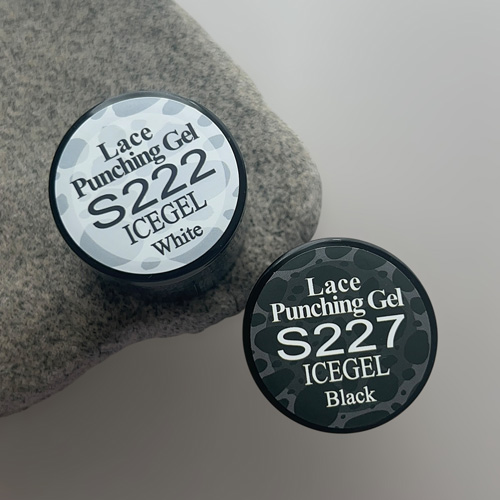 Lace
Punching Gel
S222
ICEGEL
White
Lace
Punching Gel
S227
ICEGEL
Black